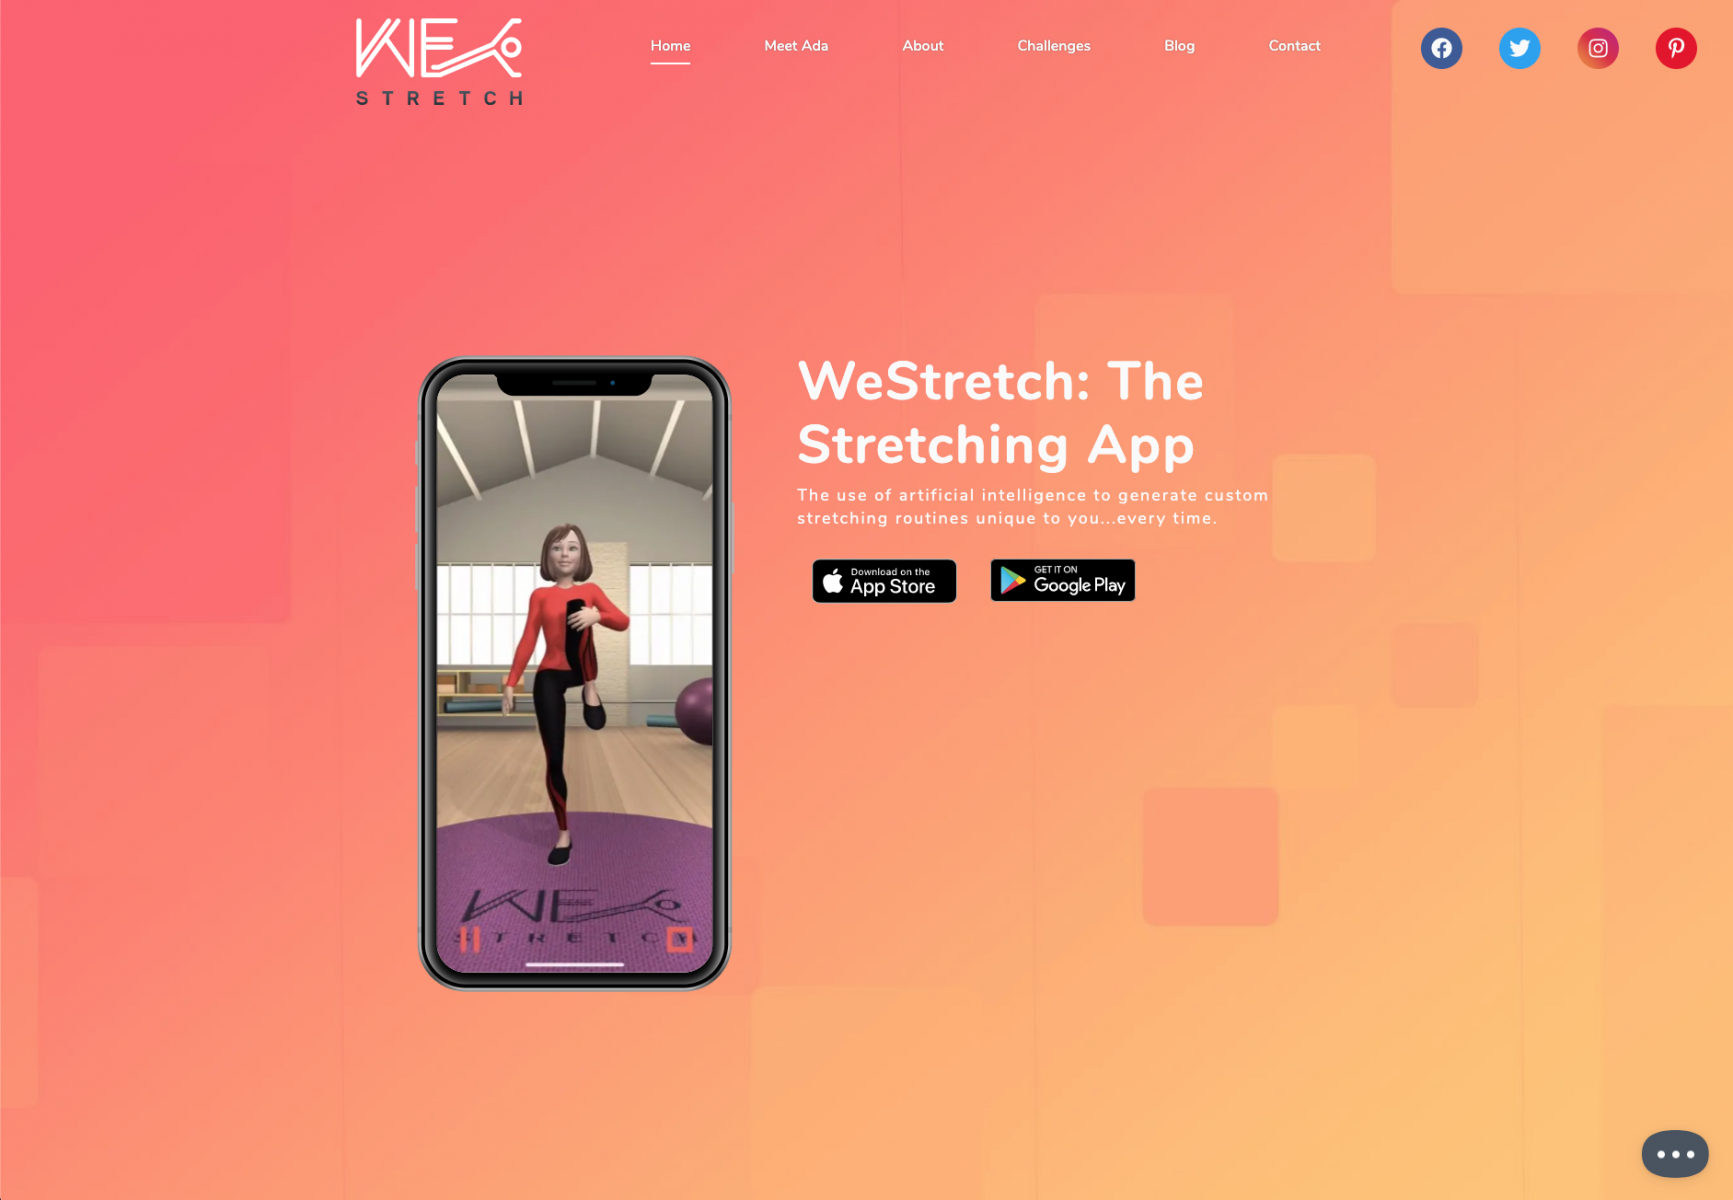 WE
STRETCH
Home
Meet Ada
About
Challenges
Blog
Contact
WeStretch: The
Stretching App
The use of artificial intelligence to generate custom
stretching routines unique to you...every time.
Download on the
App Store
GET IT ON
Google Play
WE
STRETCH